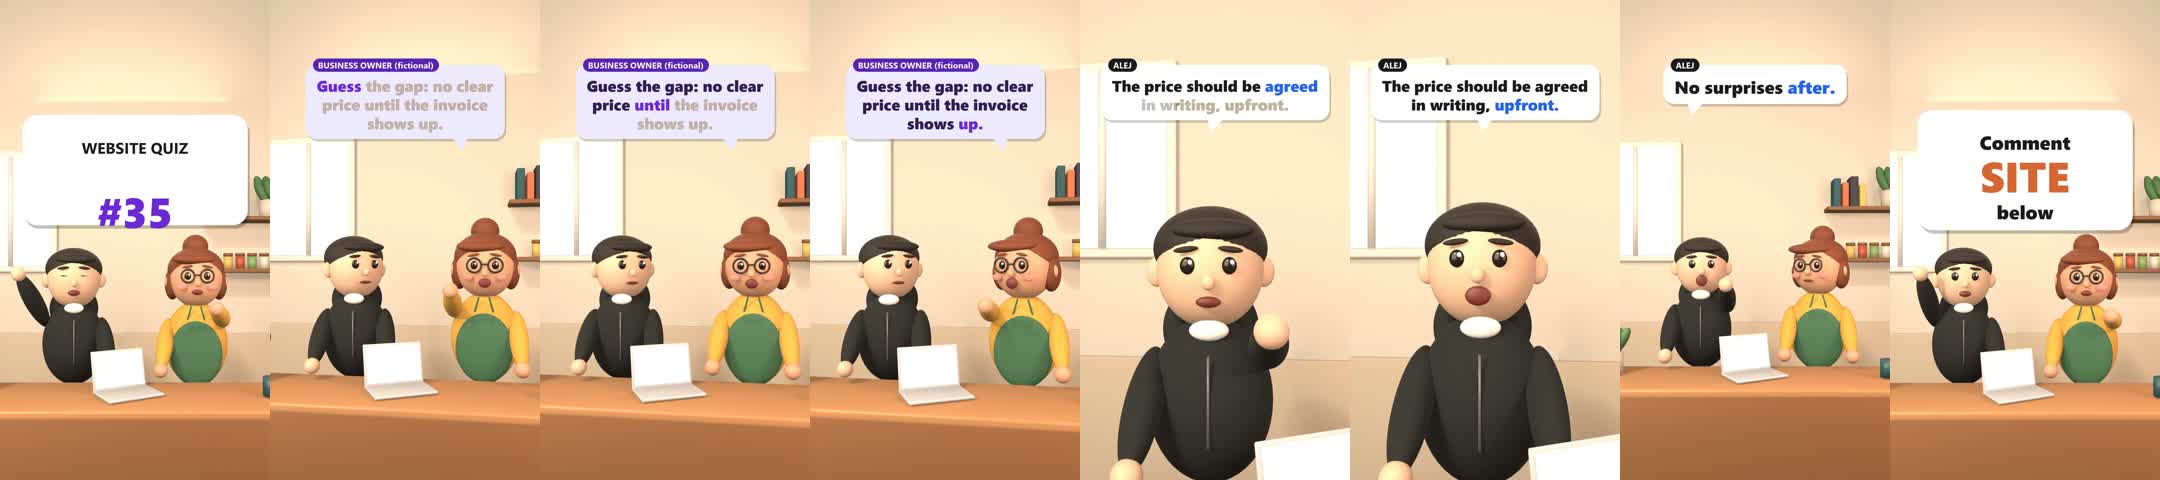 WEBSITE QUIZ
#35
BUSINESS OWNER (fictional)
Guess the gap: no clear
price until the invoice
shows up.
BUSINESS OWNER (fictional)
Guess the gap: no clear
price until the invoice
shows up.
BUSINESS OWNER (fictional)
Guess the gap: no clear
price until the invoice
shows up.
ALEJ
The price should be agreed
in writing, upfront.
ALEJ
The price should be agreed
in writing, upfront.
ALEJ
No surprises after.
Comment
SITE
below